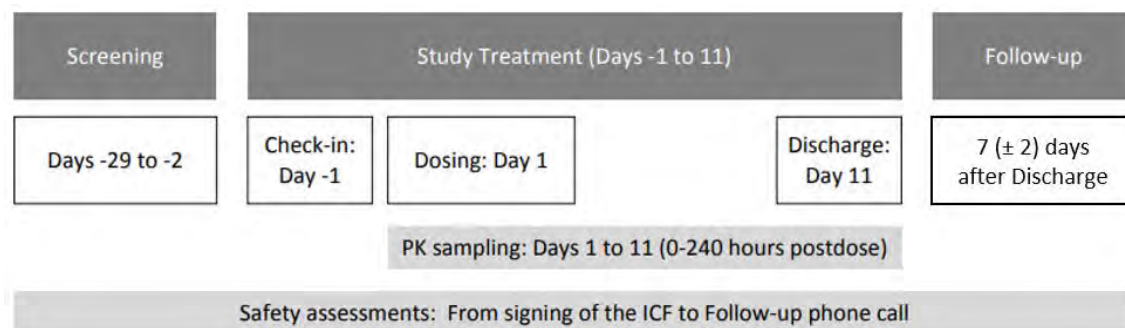 Screening
Study Treatment (Days -1 to 11)
Follow-up
Days -29 to -2
Check-in:
Day -1
Dosing: Day 1
Discharge:
Day 11
7 (± 2) days
after Discharge
PK sampling: Days 1 to 11 (0-240 hours postdose)
Safety assessments: From signing of the ICF to Follow-up phone call